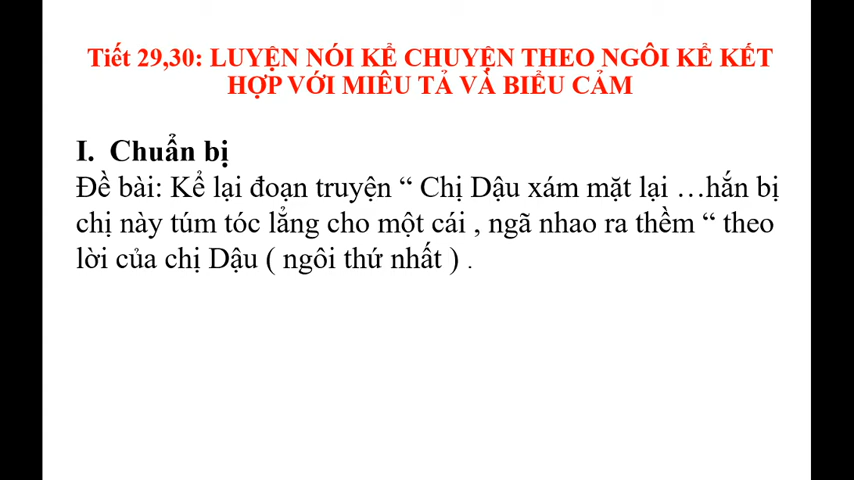 Tiết 29,30: LUYỆN NÓI KỂ CHUYỆN THEO NGÔI KỂ KẾT
HỢP VỚI MIÊU TẢ VÀ BIỂU CẢM
I. Chuẩn bị
Đề bài: Kể lại đoạn truyện “ Chị Dậu xám mặt lại …hắn bị
chị này túm tóc lẳng cho một cái , ngã nhao ra thềm “ theo
lời của chị Dậu ( ngôi thứ nhất ) .